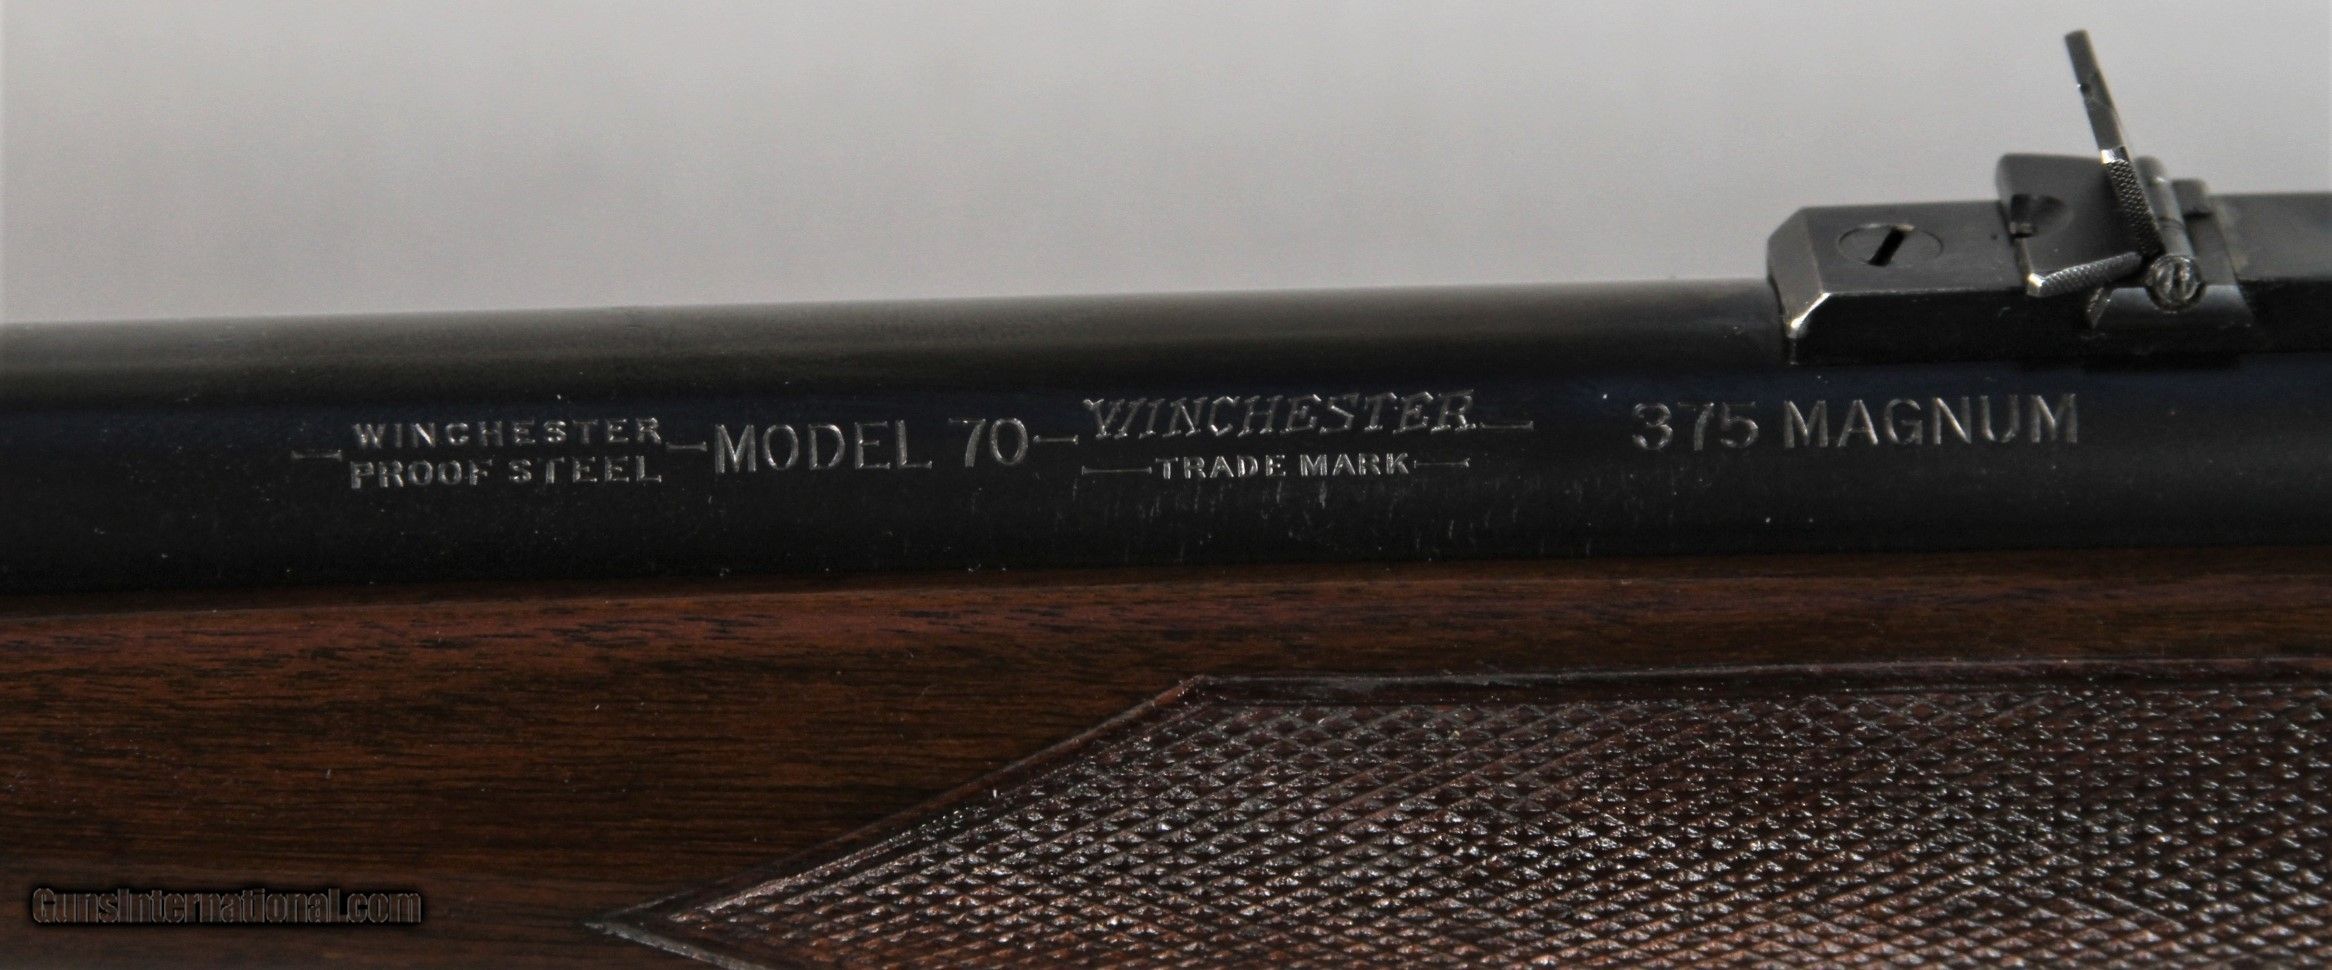 WINCHESTER
PROOF STEEL
MODEL 70
WINCHESTER
TRADE MARK
375 MAGNUM
GunsInternational.com